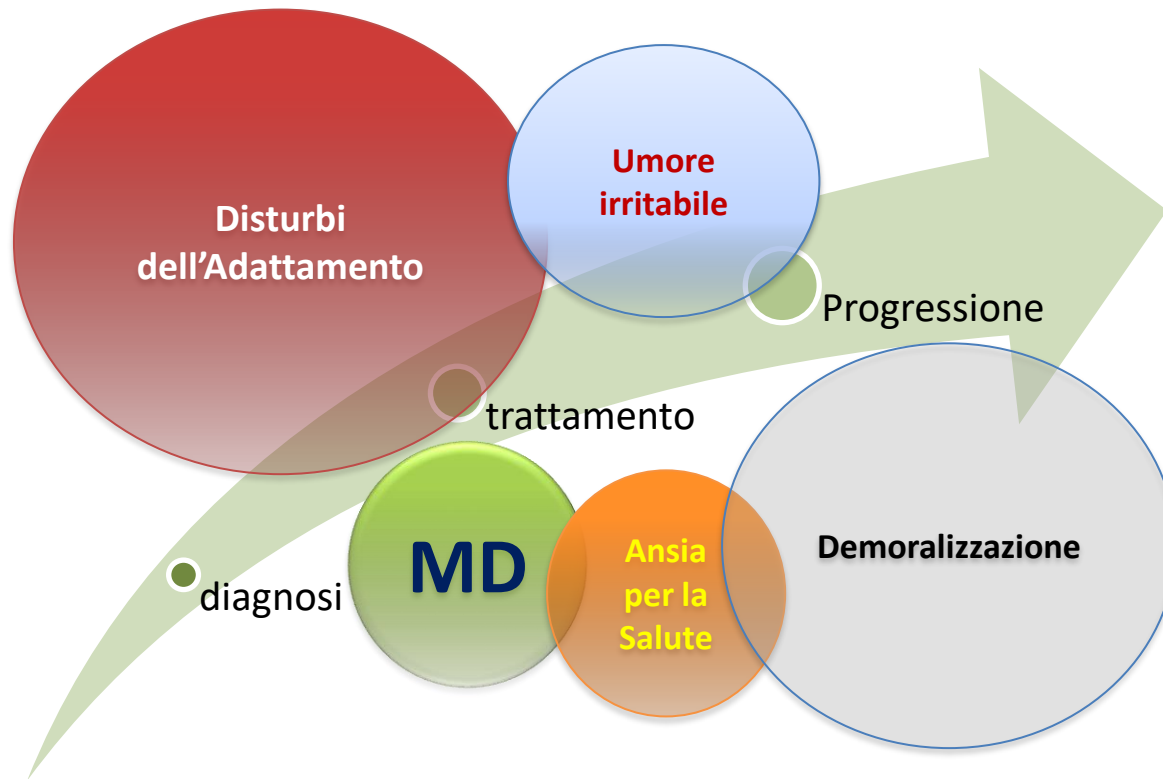 Disturbi
dell’Adattamento
Umore
irritabile
Progressione
trattamento
diagnosi
MD
Ansia
per la
Salute
Demoralizzazione